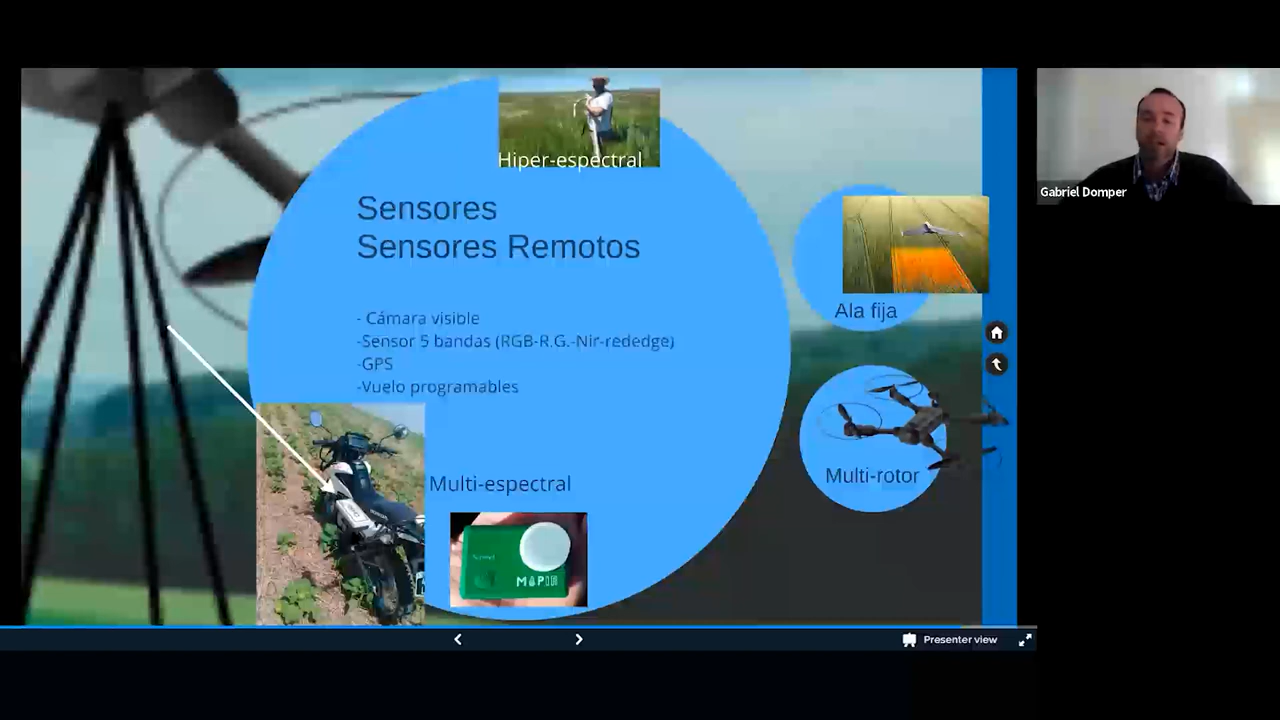 Hiper-espectral
Sensores
Sensores Remotos
- Cámara visible
-Sensor 5 bandas (RGB-R.G.-Nir-rededge)
-GPS
-Vuelo programables
Multi-espectral
MAPIR
Ala fija
Multi-rotor
Presenter view
Gabriel Domper